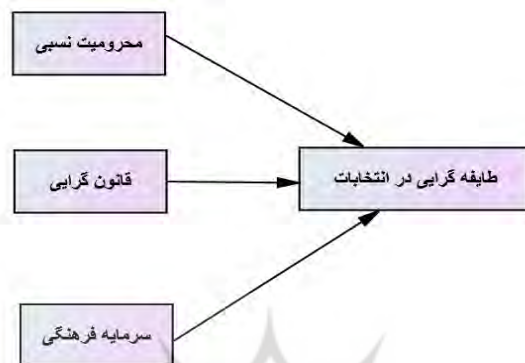 محرومیت نسبی
قانون گرایی
طایفه گرایی در انتخابات
سرمایه فرهنگی